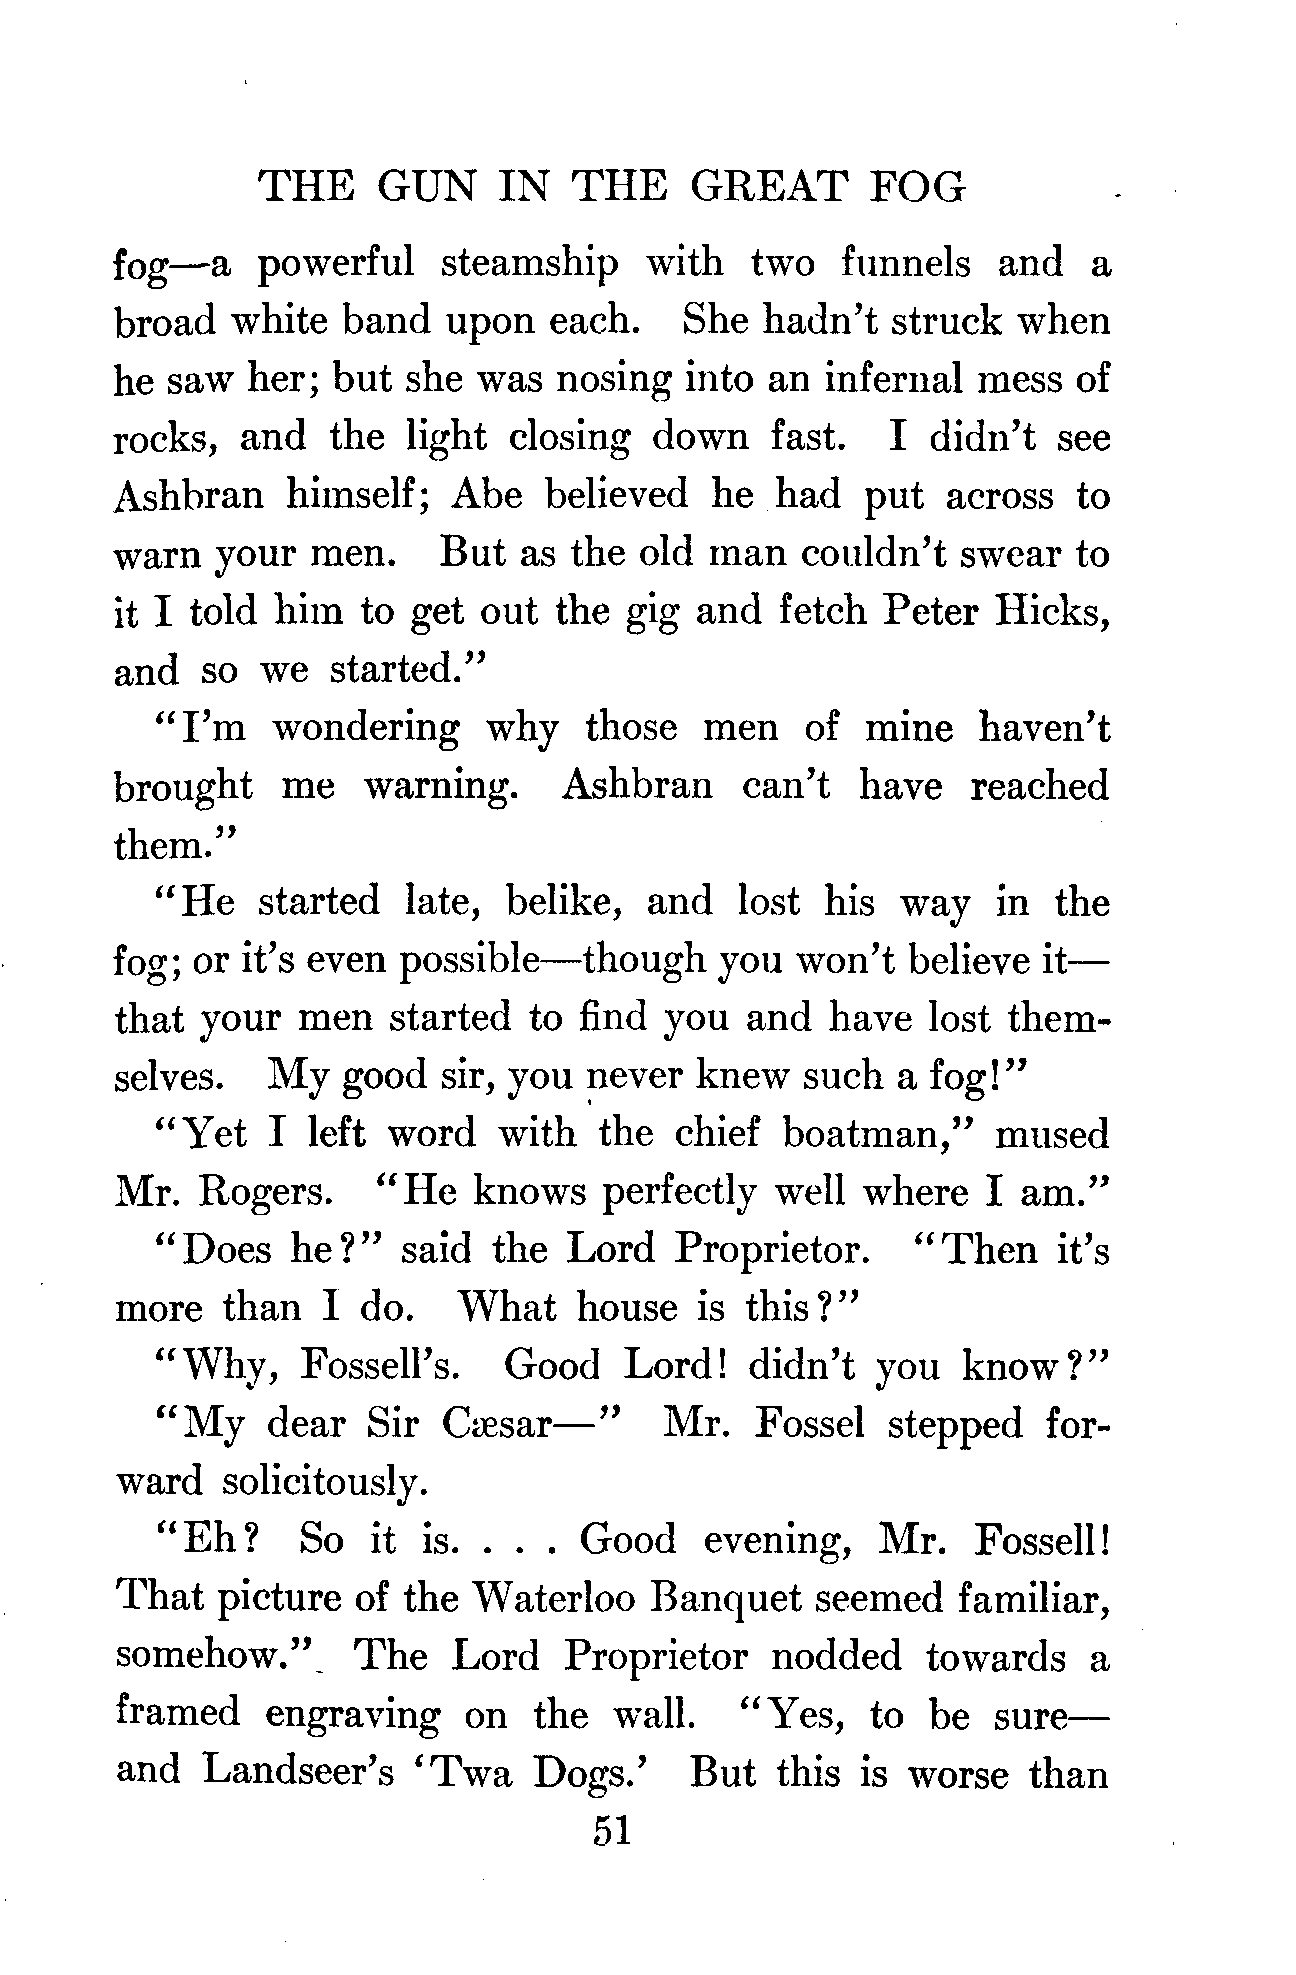 THE GUN IN THE GREAT FOG
fog—a powerful steamship with two funnels and a
broad white band upon each. She hadn't struck when
he saw her; but she was nosing into an infernal mess of
rocks, and the light closing down fast. I didn't see
Ashbran himself; Abe believed he had put across to
warn your men. But as the old man couldn't swear to
it I told him to get out the gig and fetch Peter Hicks,
and so we started."
"I'm wondering why those men of mine haven't
brought me warning. Ashbran can't have reached
them."
"He started late, belike, and lost his way in the
fog; or it's even possible—though you won't believe it—
that your men started to find you and have lost them-
selves. My good sir, you never knew such a fog!"
"Yet I left word with the chief boatman," mused
Mr. Rogers. "He knows perfectly well where I am."
"Does he?" said the Lord Proprietor. "Then it's
more than I do. What house is this?"
"Why, Fossell's. Good Lord! didn't you know?"
"My dear Sir Cæsar—" Mr. Fossel stepped for-
ward solicitously.
"Eh? So it is. . . . Good evening, Mr. Fossell!
That picture of the Waterloo Banquet seemed familiar,
somehow." The Lord Proprietor nodded towards a
framed engraving on the wall. "Yes, to be sure—
and Landseer's 'Twa Dogs.' But this is worse than
51